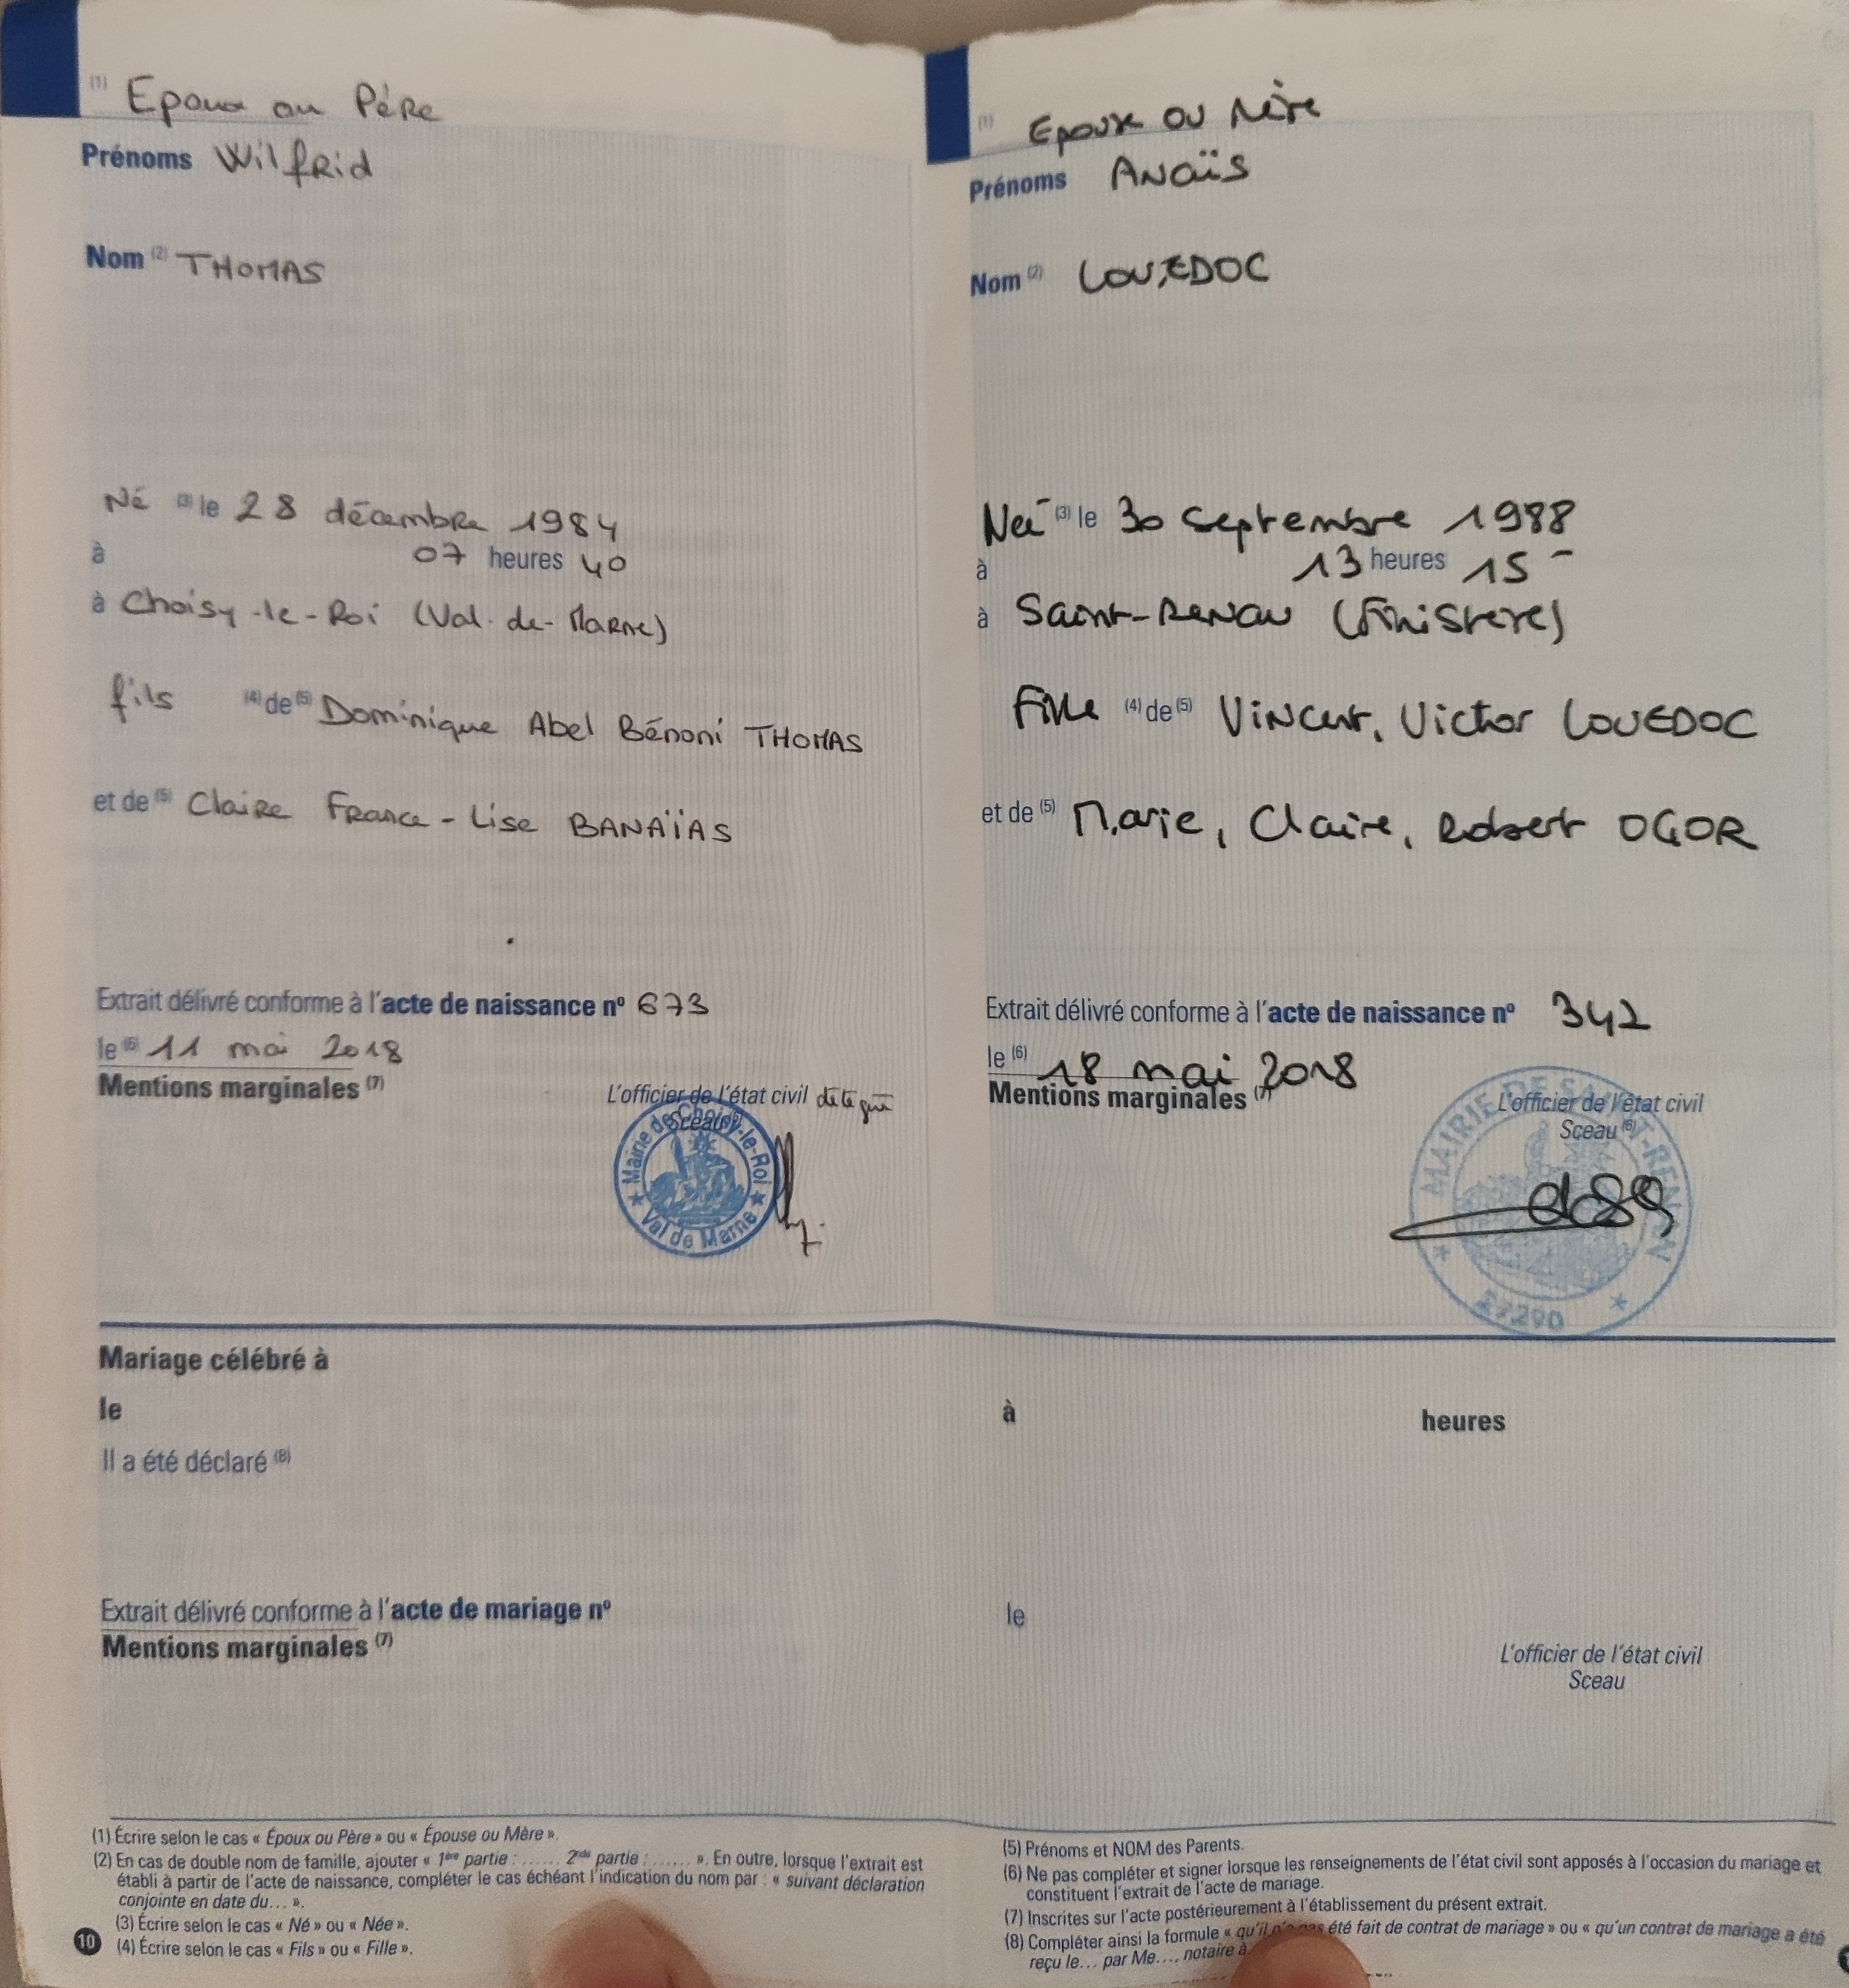 (1) Epoux ou Père
Prénoms Wilfrid
Nom (2) THOMAS
Né (3) le 28 décembre 1984
à 07 heures 40
à Choisy-le-Roi (Val-de-Marne)
fils (4) de (5) Dominique Abel Bénoni THOMAS
et de (5) Claire France-Lise BANAÏAS
Extrait délivré conforme à l'acte de naissance nº 673
le (6) 11 mai 2018
Mentions marginales (7)
L'officier de l'état civil délégué
Sceau (6)
Mairie de Choisy-le-Roi
★ Val de Marne ★
(1) Epouse ou Mère
Prénoms Anaïs
Nom (2) LOUEDOC
Née (3) le 30 septembre 1988
à 13 heures 15
à Saint-Renan (Finistère)
Fille (4) de (5) Vincent, Victor LOUEDOC
et de (5) Marie, Claire, Robert OGOR
Extrait délivré conforme à l'acte de naissance nº 342
le (6) 18 mai 2018
Mentions marginales (7)
L'officier de l'état civil
Sceau (6)
MAIRIE DE SAINT-RENAN
★ 29290 ★
Mariage célébré à
le à heures
Il a été déclaré (8)
Extrait délivré conforme à l'acte de mariage nº le
Mentions marginales (7)
L'officier de l'état civil
Sceau
(1) Écrire selon le cas « Époux ou Père » ou « Épouse ou Mère ».
(2) En cas de double nom de famille, ajouter « 1ère partie : ...... 2nde partie : ...... ». En outre, lorsque l'extrait est
établi à partir de l'acte de naissance, compléter le cas échéant l'indication du nom par : « suivant déclaration
conjointe en date du... ».
(3) Écrire selon le cas « Né » ou « Née ».
(4) Écrire selon le cas « Fils » ou « Fille ».
10
(5) Prénoms et NOM des Parents.
(6) Ne pas compléter et signer lorsque les renseignements de l'état civil sont apposés à l'occasion du mariage et
constituent l'extrait de l'acte de mariage.
(7) Inscrites sur l'acte postérieurement à l'établissement du présent extrait.
(8) Compléter ainsi la formule « qu'il n'a pas été fait de contrat de mariage » ou « qu'un contrat de mariage a été
reçu le... par Me..., notaire à